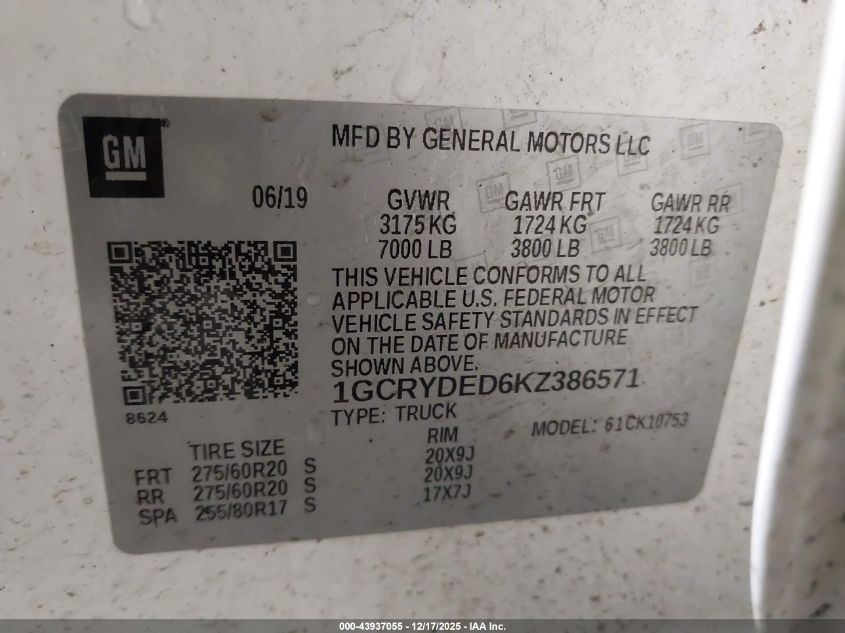 MFD BY GENERAL MOTORS LLC
GM
06/19 GVWR GAWR FRT GAWR RR
3175 KG 1724 KG 1724 KG
7000 LB 3800 LB 3800 LB
THIS VEHICLE CONFORMS TO ALL
APPLICABLE U.S. FEDERAL MOTOR
VEHICLE SAFETY STANDARDS IN EFFECT
ON THE DATE OF MANUFACTURE
SHOWN ABOVE.
1GCRYDED6KZ386571
8624
TYPE: TRUCK MODEL: 61CK10753
TIRE SIZE RIM
FRT 275/60R20 S 20X9J
RR 275/60R20 S 20X9J
SPA 255/80R17 S 17X7J
000-43937055 - 12/17/2025 - IAA Inc.